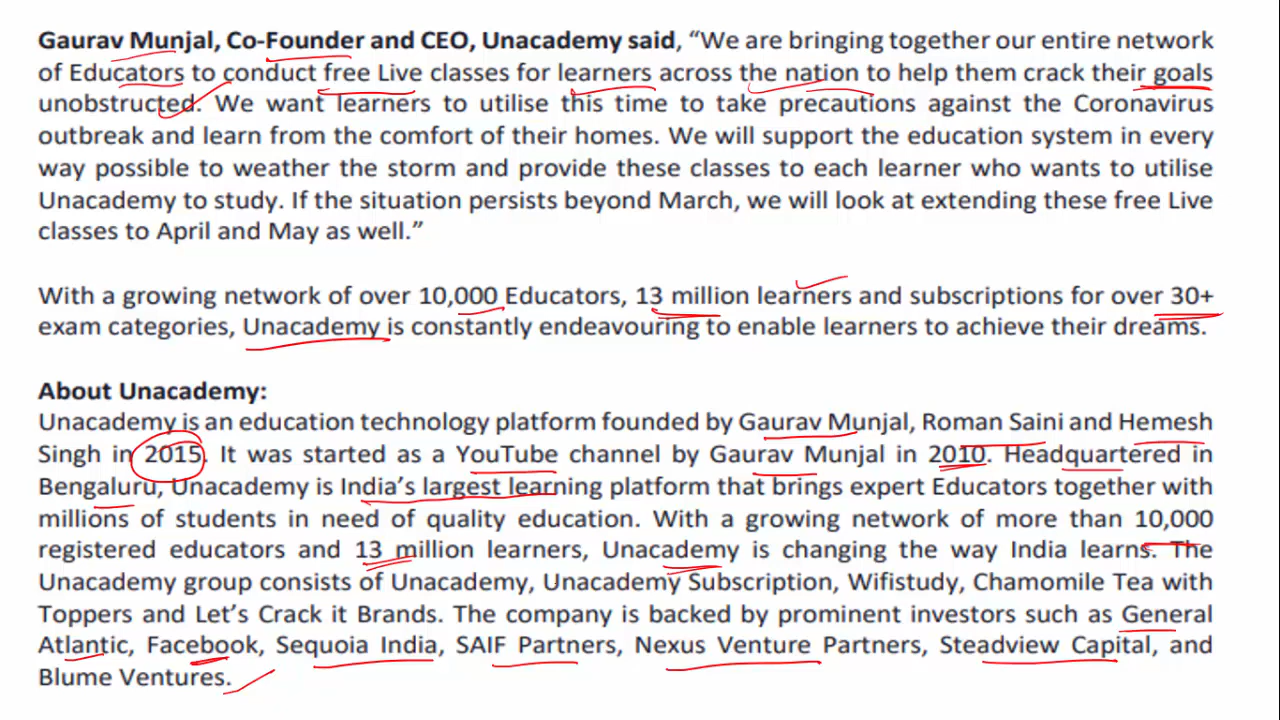 Gaurav Munjal, Co-Founder and CEO, Unacademy said, “We are bringing together our entire network
of Educators to conduct free Live classes for learners across the nation to help them crack their goals
unobstructed. We want learners to utilise this time to take precautions against the Coronavirus
outbreak and learn from the comfort of their homes. We will support the education system in every
way possible to weather the storm and provide these classes to each learner who wants to utilise
Unacademy to study. If the situation persists beyond March, we will look at extending these free Live
classes to April and May as well.”
With a growing network of over 10,000 Educators, 13 million learners and subscriptions for over 30+
exam categories, Unacademy is constantly endeavouring to enable learners to achieve their dreams.
About Unacademy:
Unacademy is an education technology platform founded by Gaurav Munjal, Roman Saini and Hemesh
Singh in 2015. It was started as a YouTube channel by Gaurav Munjal in 2010. Headquartered in
Bengaluru, Unacademy is India’s largest learning platform that brings expert Educators together with
millions of students in need of quality education. With a growing network of more than 10,000
registered educators and 13 million learners, Unacademy is changing the way India learns. The
Unacademy group consists of Unacademy, Unacademy Subscription, Wifistudy, Chamomile Tea with
Toppers and Let’s Crack it Brands. The company is backed by prominent investors such as General
Atlantic, Facebook, Sequoia India, SAIF Partners, Nexus Venture Partners, Steadview Capital, and
Blume Ventures.